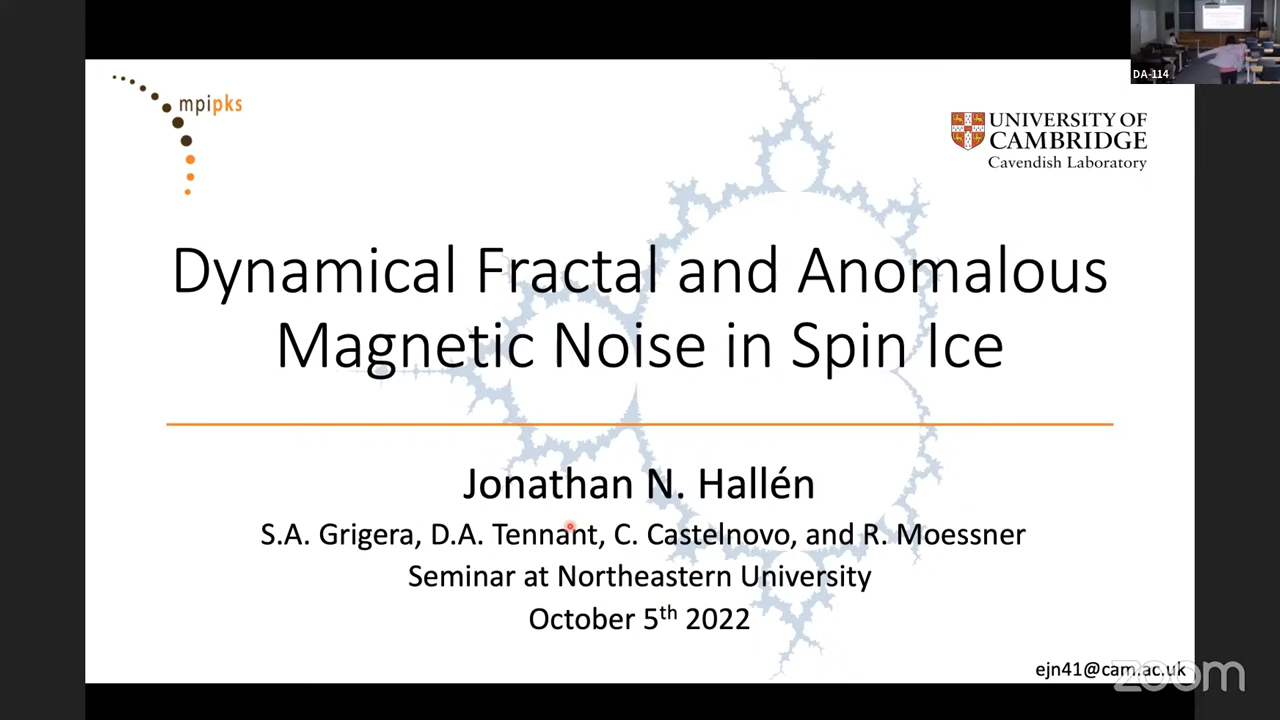 DA-114
mpipks
UNIVERSITY OF
CAMBRIDGE
Cavendish Laboratory
Dynamical Fractal and Anomalous
Magnetic Noise in Spin Ice
Jonathan N. Hallén
S.A. Grigera, D.A. Tennant, C. Castelnovo, and R. Moessner
Seminar at Northeastern University
October 5th 2022
ejn41@cam.ac.uk
zoom